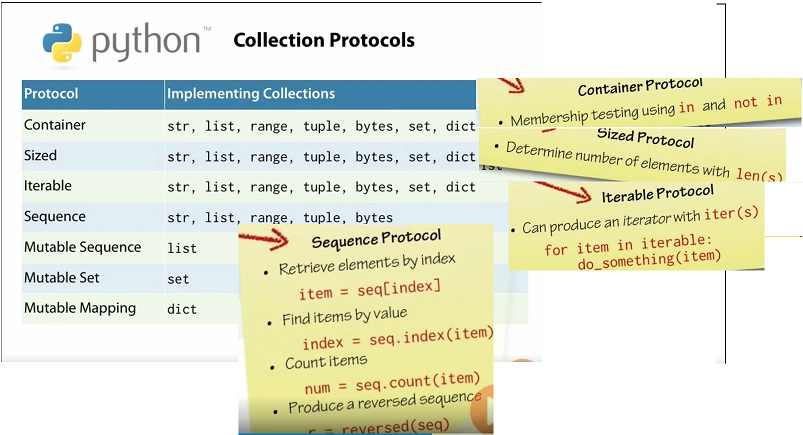 python™ Collection Protocols
Protocol Implementing Collections
Container str, list, range, tuple, bytes, set, dict
Sized str, list, range, tuple, bytes, set, dict
Iterable str, list, range, tuple, bytes, set, dict
Sequence str, list, range, tuple, bytes
Mutable Sequence list
Mutable Set set
Mutable Mapping dict
Container Protocol
• Membership testing using in and not in
Sized Protocol
• Determine number of elements with len(s)
Iterable Protocol
• Can produce an iterator with iter(s)
for item in iterable:
do_something(item)
Sequence Protocol
• Retrieve elements by index
item = seq[index]
• Find items by value
index = seq.index(item)
• Count items
num = seq.count(item)
• Produce a reversed sequence
r = reversed(seq)